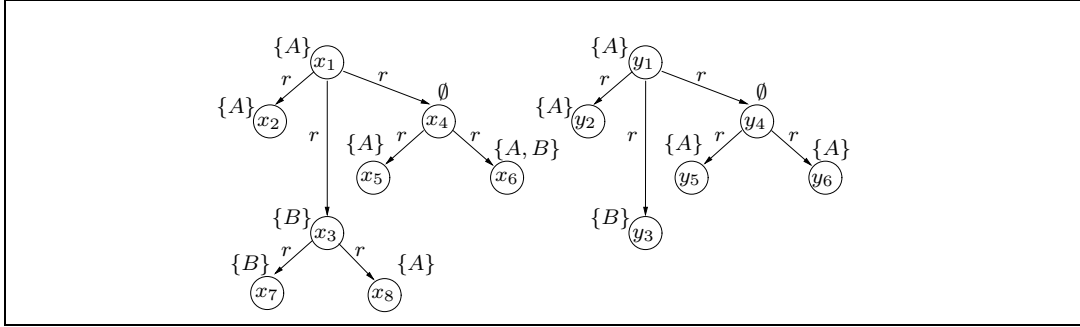 {A} x₁ {A} y₁
r r r r
∅ ∅
{A} x₂ x₄ {A} y₂ y₄
r r r r r r
{A} {A, B} {A} {A}
x₅ x₆ y₅ y₆
{B} x₃ {B} y₃
r r
{B} {A}
x₇ x₈